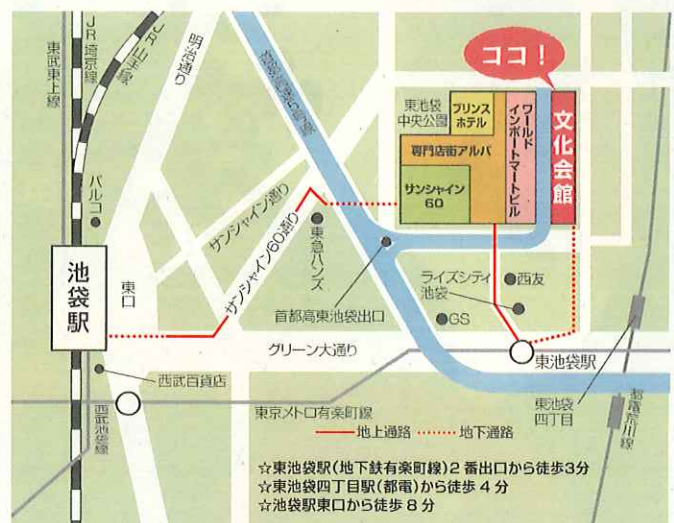 ココ！
JR埼京線
JR山手線
東武東上線
明治通り
首都高速5号線
東池袋
中央公園
プリンス
ホテル
ワールド
インポートマートビル
文化会館
専門店街アルパ
サンシャイン
60
パルコ
サンシャイン通り
サンシャイン60通り
東急ハンズ
池袋駅
東口
首都高東池袋出口
ライズシティ
池袋
西友
GS
グリーン大通り
東池袋駅
西武百貨店
西武池袋線
東京メトロ有楽町線
東池袋
四丁目
都電荒川線
地上通路
地下通路
☆東池袋駅(地下鉄有楽町線)2番出口から徒歩3分
☆東池袋四丁目駅(都電)から徒歩4分
☆池袋駅東口から徒歩8分